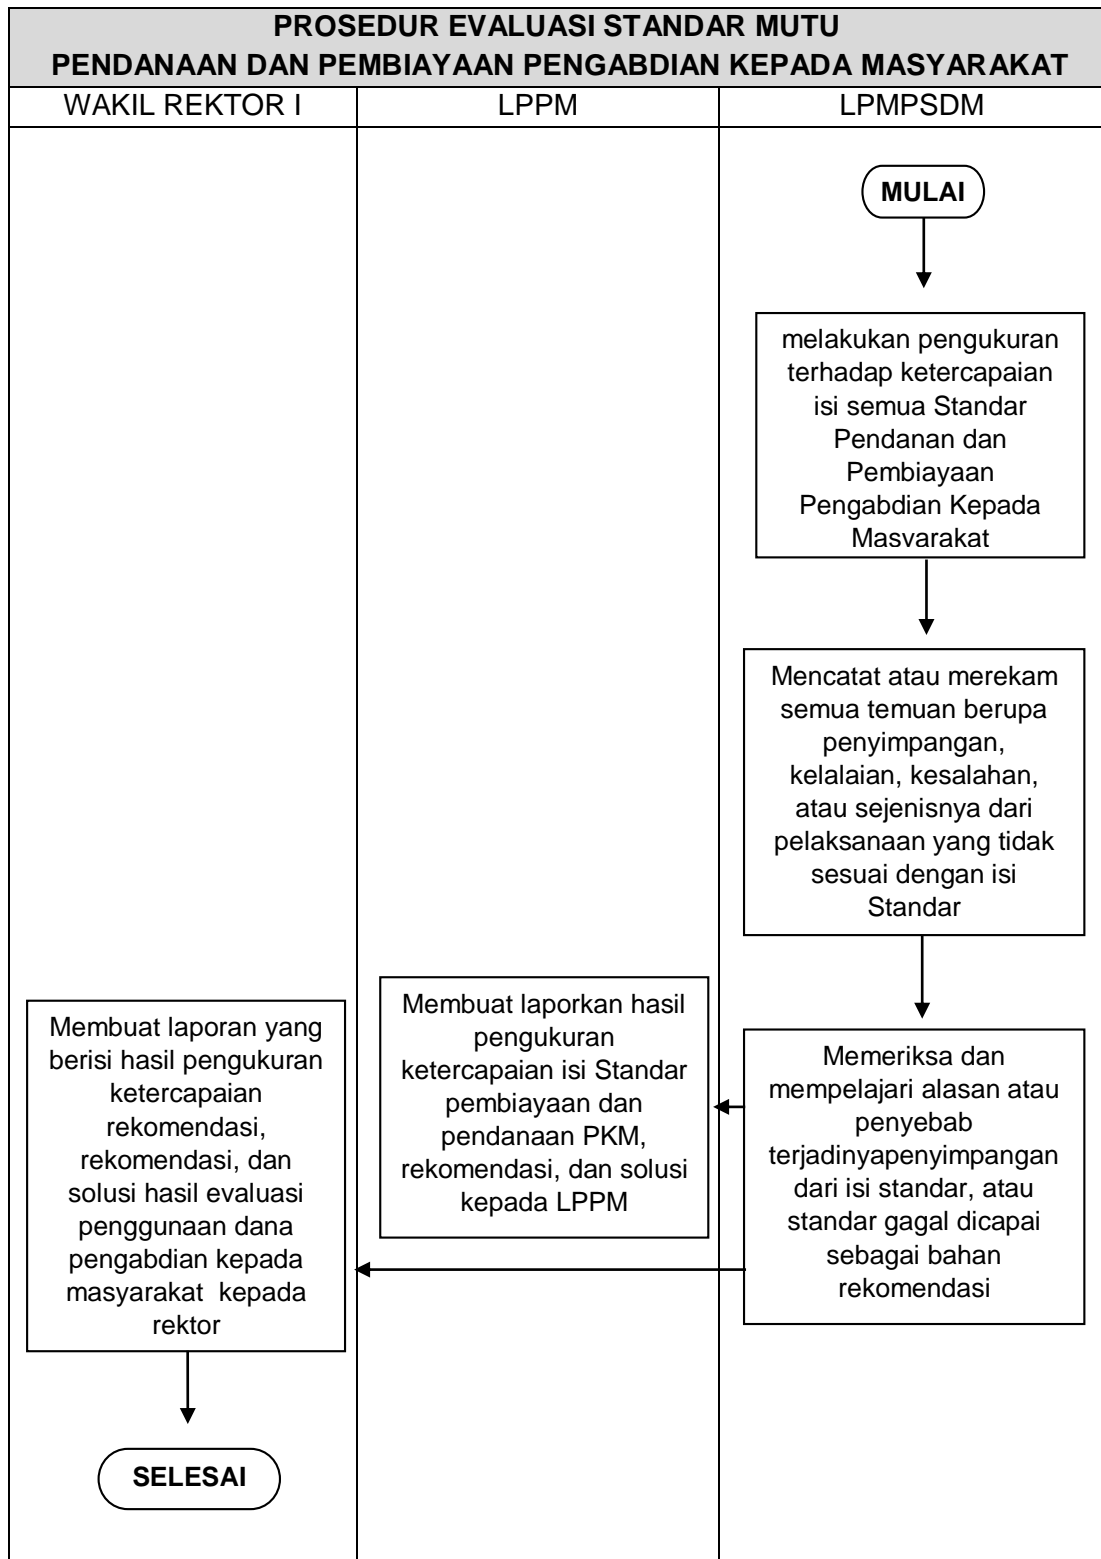 PROSEDUR EVALUASI STANDAR MUTU
PENDANAAN DAN PEMBIAYAAN PENGABDIAN KEPADA MASYARAKAT
WAKIL REKTOR I
LPPM
LPMPSDM
MULAI
melakukan pengukuran
terhadap ketercapaian
isi semua Standar
Pendanan dan
Pembiayaan
Pengabdian Kepada
Masyarakat
Mencatat atau merekam
semua temuan berupa
penyimpangan,
kelalaian, kesalahan,
atau sejenisnya dari
pelaksanaan yang tidak
sesuai dengan isi
Standar
Memeriksa dan
mempelajari alasan atau
penyebab
terjadinyapenyimpangan
dari isi standar, atau
standar gagal dicapai
sebagai bahan
rekomendasi
Membuat laporkan hasil
pengukuran
ketercapaian isi Standar
pembiayaan dan
pendanaan PKM,
rekomendasi, dan solusi
kepada LPPM
Membuat laporan yang
berisi hasil pengukuran
ketercapaian
rekomendasi,
rekomendasi, dan
solusi hasil evaluasi
penggunaan dana
pengabdian kepada
masyarakat kepada
rektor
SELESAI